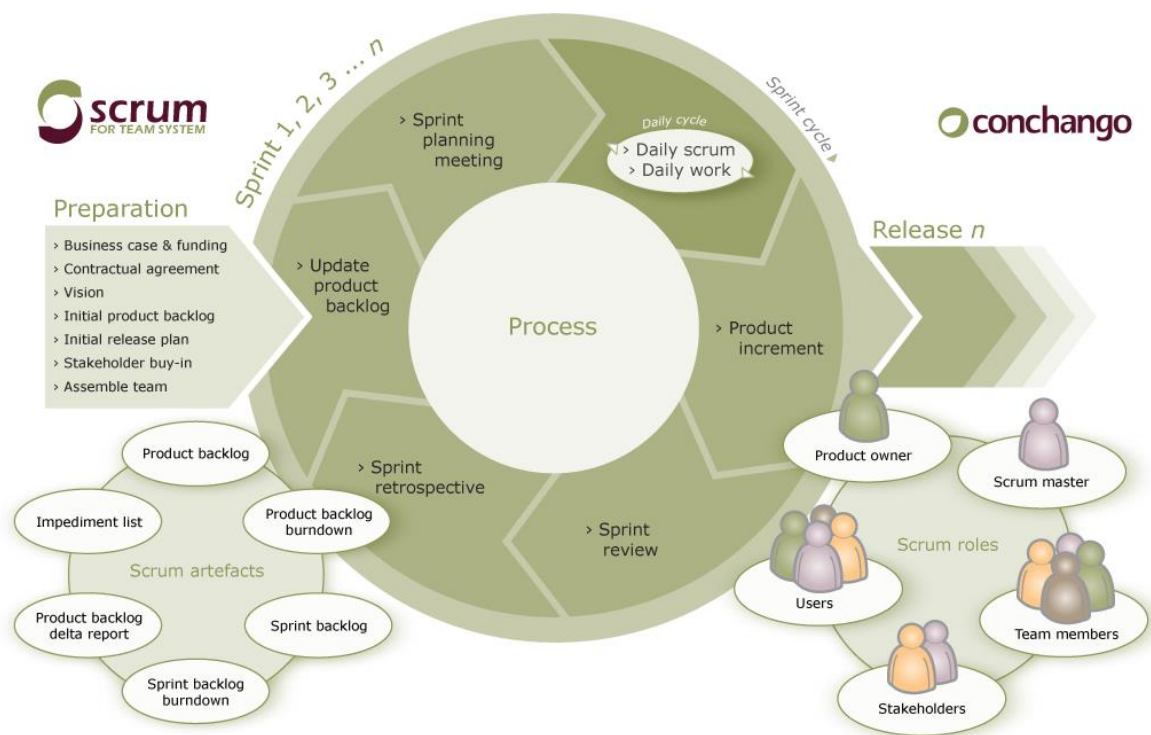 scrum
FOR TEAM SYSTEM
conchango
Sprint 1, 2, 3 ... n
Sprint cycle
Preparation
› Business case & funding
› Contractual agreement
› Vision
› Initial product backlog
› Initial release plan
› Stakeholder buy-in
› Assemble team
› Sprint
planning
meeting
Daily cycle
› Daily scrum
› Daily work
› Update
product
backlog
Process
› Product
increment
› Sprint
retrospective
› Sprint
review
Release n
Product backlog
Impediment list
Product backlog
burndown
Scrum artefacts
Product backlog
delta report
Sprint backlog
Sprint backlog
burndown
Product owner
Scrum master
Scrum roles
Users
Team members
Stakeholders